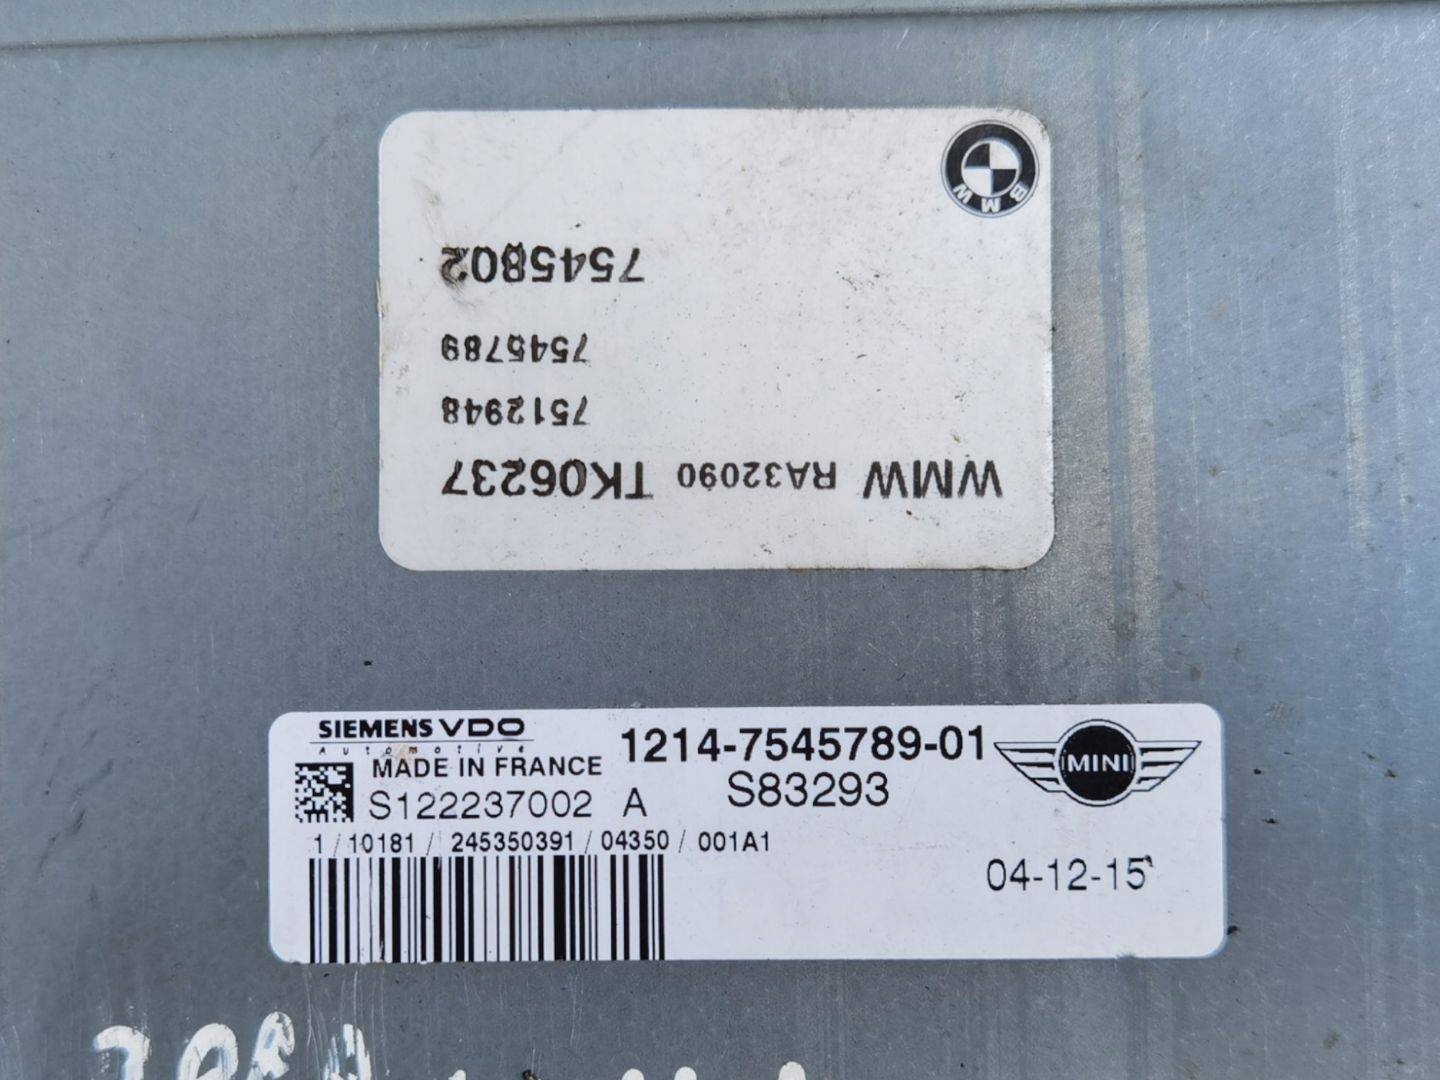 BMW
7545802
7545789
7512948
WMW RA32090 TK06237
SIEMENS VDO
Automotive
MADE IN FRANCE
1214-7545789-01
MINI
S122237002 A
S83293
1 / 10181 / 245350391 / 04350 / 001A1
04-12-15